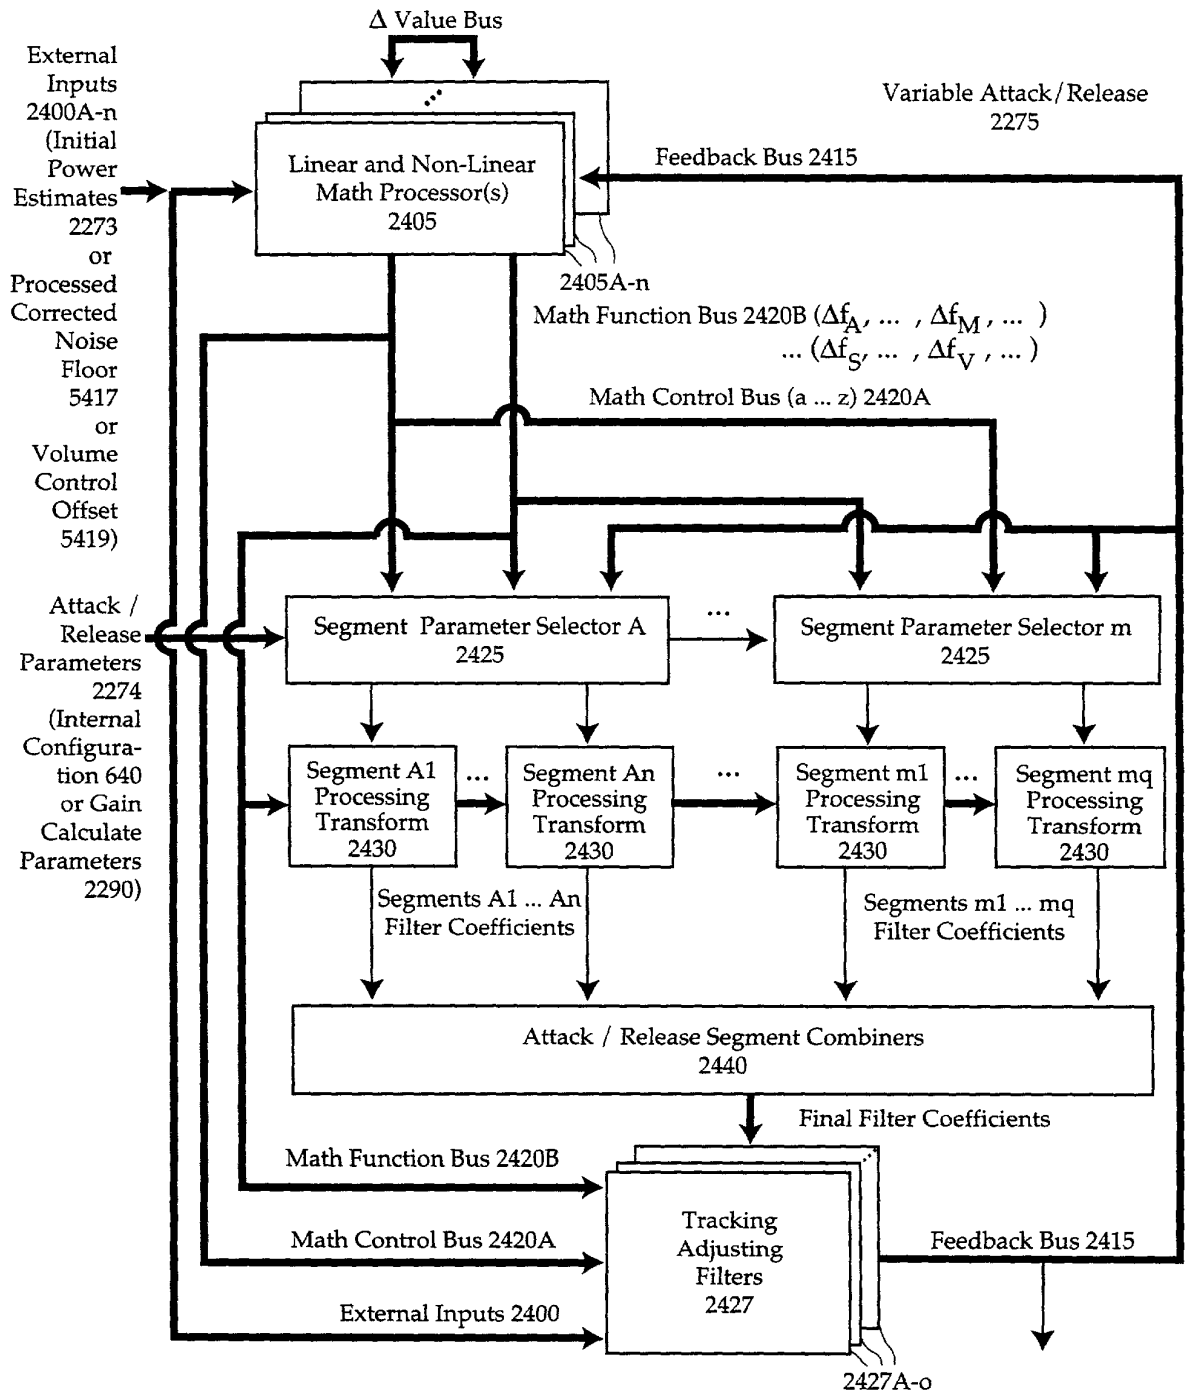 Δ Value Bus
External
Inputs
2400A-n
(Initial
Power
Estimates
2273
or
Processed
Corrected
Noise
Floor
5417
or
Volume
Control
Offset
5419)
Variable Attack/Release
2275
Linear and Non-Linear
Math Processor(s)
2405
Feedback Bus 2415
2405A-n
Math Function Bus 2420B (Δf_A, ... , Δf_M , ... )
... (Δf_S, ... , Δf_V , ... )
Math Control Bus (a ... z) 2420A
Attack /
Release
Parameters
2274
(Internal
Configura-
tion 640
or Gain
Calculate
Parameters
2290)
Segment Parameter Selector A
2425
...
Segment Parameter Selector m
2425
Segment A1
Processing
Transform
2430
...
Segment An
Processing
Transform
2430
...
Segment m1
Processing
Transform
2430
...
Segment mq
Processing
Transform
2430
Segments A1 ... An
Filter Coefficients
Segments m1 ... mq
Filter Coefficients
Attack / Release Segment Combiners
2440
Final Filter Coefficients
Math Function Bus 2420B
Math Control Bus 2420A
External Inputs 2400
Tracking
Adjusting
Filters
2427
Feedback Bus 2415
2427A-o